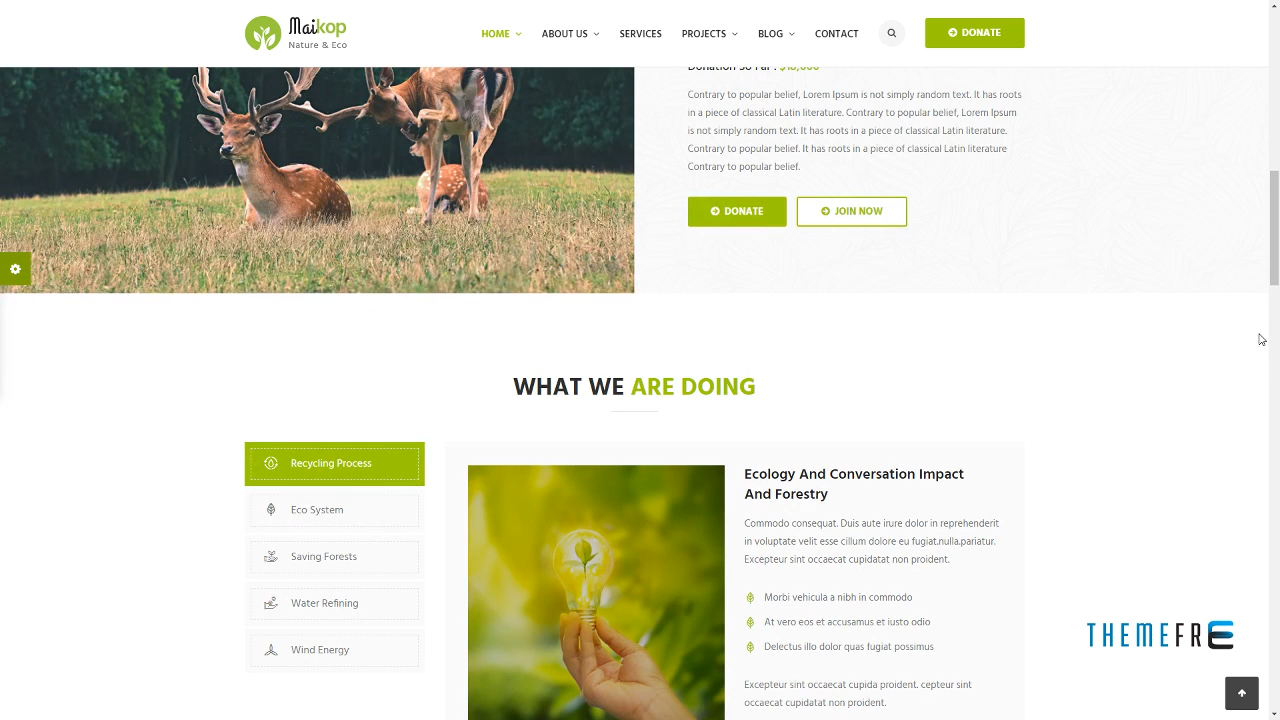 Maikop
Nature & Eco
HOME
ABOUT US
SERVICES
PROJECTS
BLOG
CONTACT
DONATE
Donation So Far : $18,000
Contrary to popular belief, Lorem Ipsum is not simply random text. It has roots
in a piece of classical Latin literature. Contrary to popular belief, Lorem Ipsum
is not simply random text. It has roots in a piece of classical Latin literature.
Contrary to popular belief. It has roots in a piece of classical Latin literature
Contrary to popular belief.
DONATE
JOIN NOW
WHAT WE ARE DOING
Recycling Process
Eco System
Saving Forests
Water Refining
Wind Energy
Ecology And Conversation Impact
And Forestry
Commodo consequat. Duis aute irure dolor in reprehenderit
in voluptate velit esse cillum dolore eu fugiat.nulla.pariatur.
Excepteur sint occaecat cupidatat non proident.
Morbi vehicula a nibh in commodo
At vero eos et accusamus et iusto odio
Delectus illo dolor quas fugiat possimus
Excepteur sint occaecat cupida proident. cepteur sint
occaecat cupidatat non proident.
THEMEFRE